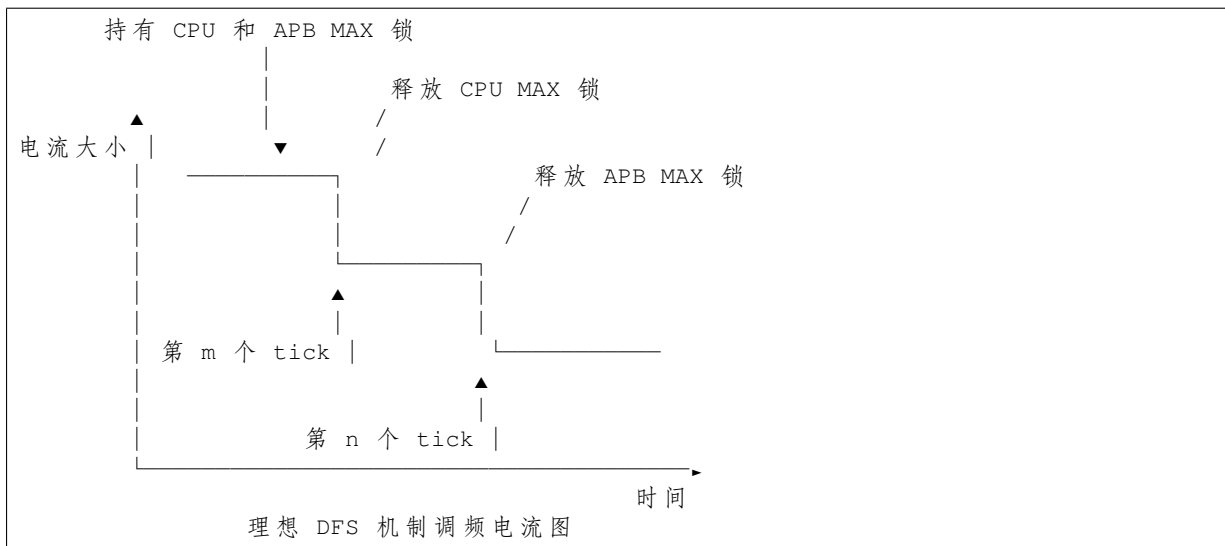 持有 CPU 和 APB MAX 锁
释放 CPU MAX 锁
电流大小
释放 APB MAX 锁
第 m 个 tick
第 n 个 tick
时间
理想 DFS 机制调频电流图